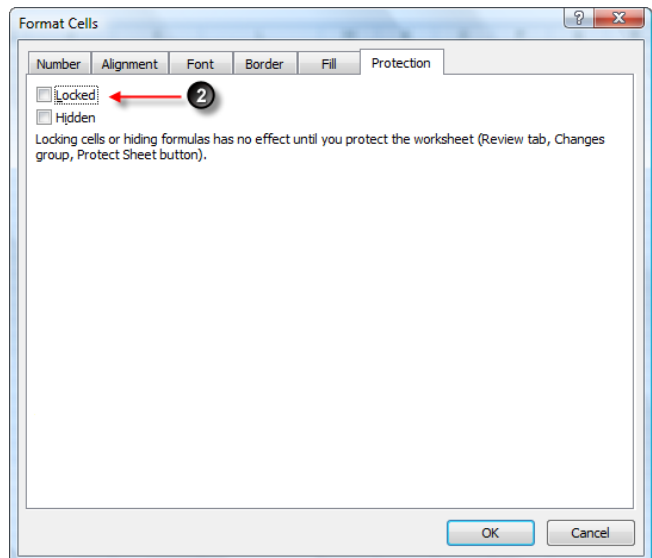 Format Cells
Number Alignment Font Border Fill Protection
Locked 2
Hidden
Locking cells or hiding formulas has no effect until you protect the worksheet (Review tab, Changes
group, Protect Sheet button).
OK Cancel